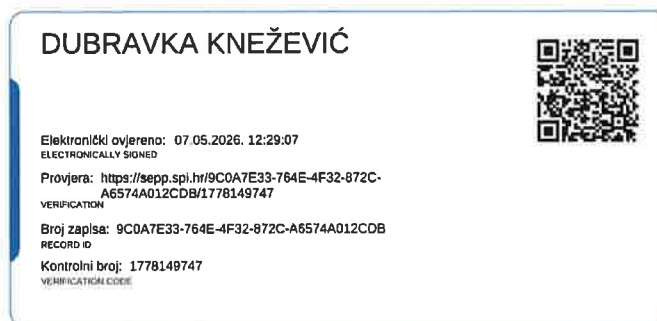 DUBRAVKA KNEŽEVIĆ
Elektronički ovjereno: 07.05.2026. 12:29:07
ELECTRONICALLY SIGNED
Provjera: https://sepp.spi.hr/9C0A7E33-764E-4F32-872C-
A6574A012CDB/1778149747
VERIFICATION
Broj zapisa: 9C0A7E33-764E-4F32-872C-A6574A012CDB
RECORD ID
Kontrolni broj: 1778149747
VERIFICATION CODE